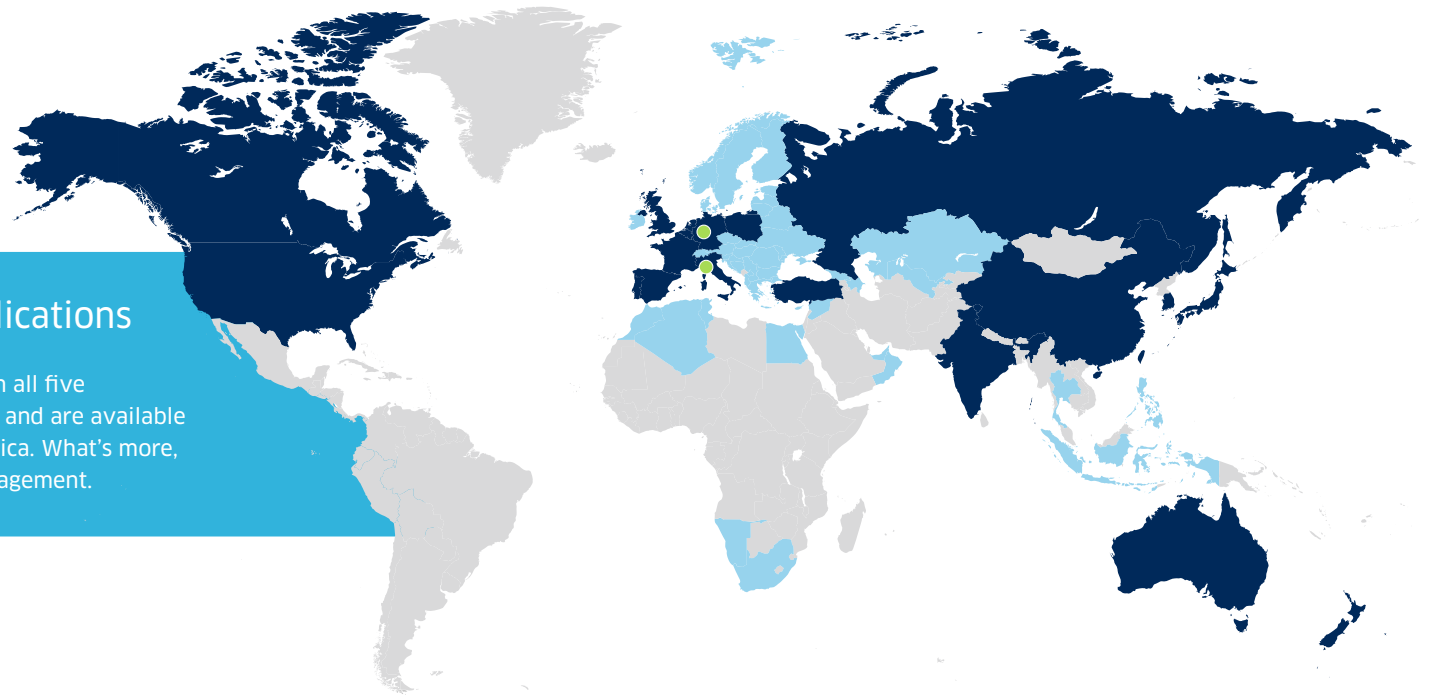 lications
n all five
and are available
ica. What’s more,
agement.